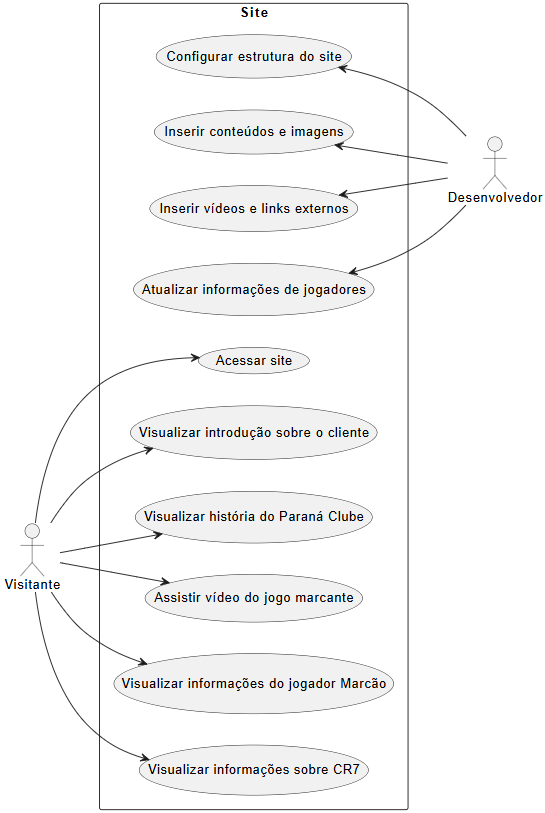 Site
Configurar estrutura do site
Inserir conteúdos e imagens
Desenvolvedor
Inserir vídeos e links externos
Atualizar informações de jogadores
Acessar site
Visualizar introdução sobre o cliente
Visualizar história do Paraná Clube
Visitante
Assistir vídeo do jogo marcante
Visualizar informações do jogador Marcão
Visualizar informações sobre CR7